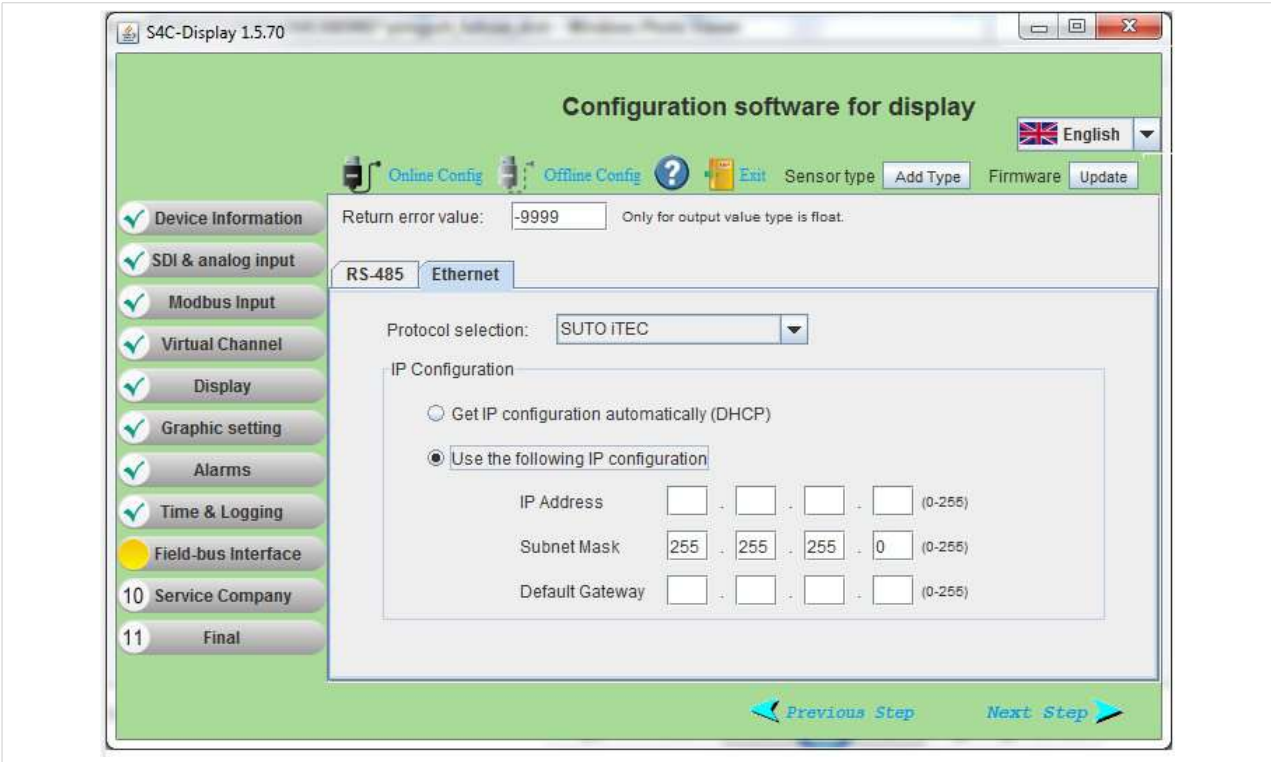 S4C-Display 1.5.70
Configuration software for display
English
Online Config Offline Config ? Exit Sensor type Add Type Firmware Update
Device Information
SDI & analog input
Modbus Input
Virtual Channel
Display
Graphic setting
Alarms
Time & Logging
Field-bus Interface
10 Service Company
11 Final
Return error value: -9999 Only for output value type is float.
RS-485 Ethernet
Protocol selection: SUTO iTEC
IP Configuration
Get IP configuration automatically (DHCP)
Use the following IP configuration
IP Address . . . (0-255)
Subnet Mask 255 . 255 . 255 . 0 (0-255)
Default Gateway . . . (0-255)
Previous Step Next Step